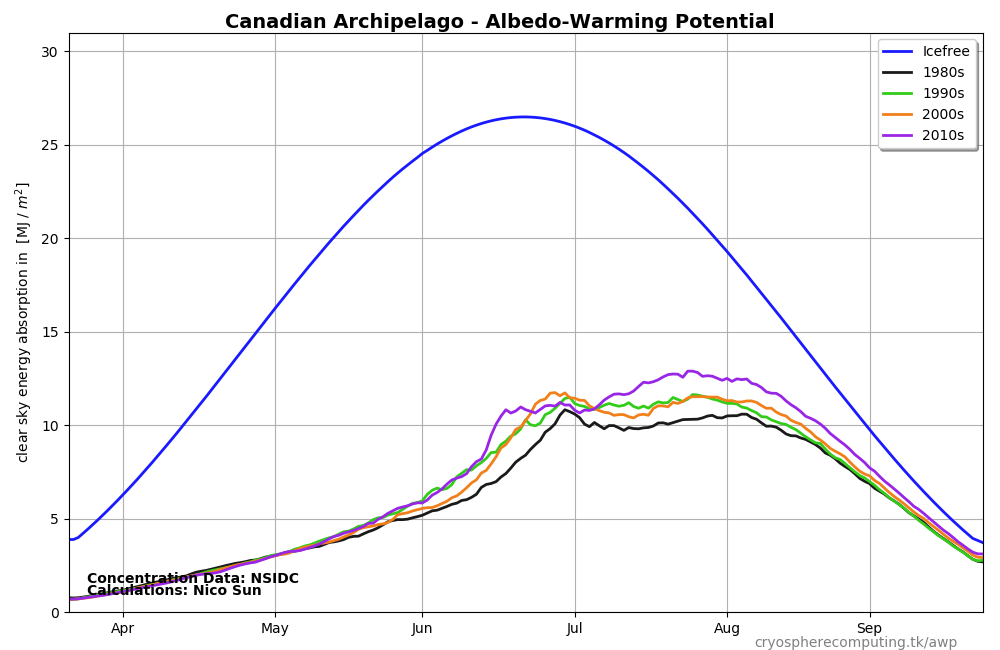 Canadian Archipelago - Albedo-Warming Potential
clear sky energy absorption in [MJ / m²]
30
25
20
15
10
5
0
Icefree
1980s
1990s
2000s
2010s
Concentration Data: NSIDC
Calculations: Nico Sun
Apr May Jun Jul Aug Sep
cryospherecomputing.tk/awp